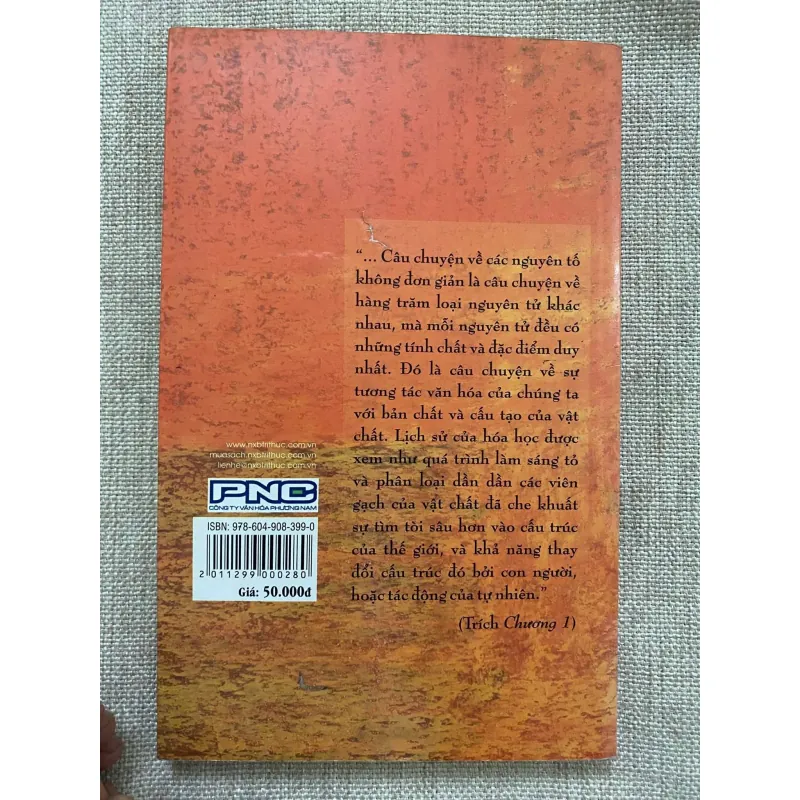 “... Câu chuyện về các nguyên tố
không đơn giản là câu chuyện về
hàng trăm loại nguyên tử khác
nhau, mà mỗi nguyên tử đều có
những tính chất và đặc điểm duy
nhất. Đó là câu chuyện về sự
tương tác văn hóa của chúng ta
với bản chất và cấu tạo của vật
chất. Lịch sử của hóa học được
xem như quá trình làm sáng tỏ
và phân loại dần dần các viên
gạch của vật chất đã che khuất
sự tìm tòi sâu hơn vào cấu trúc
của thế giới, và khả năng thay
đổi cấu trúc đó bởi con người,
hoặc tác động của tự nhiên.”
(Trích Chương 1)
www.nxbtrithuc.com.vn
muasach.nxbtrithuc.com.vn
lienhe@nxbtrithuc.com.vn
PNC
CÔNG TY VĂN HÓA PHƯƠNG NAM
ISBN: 978-604-908-399-0
2 011299 000280
Giá: 50.000đ